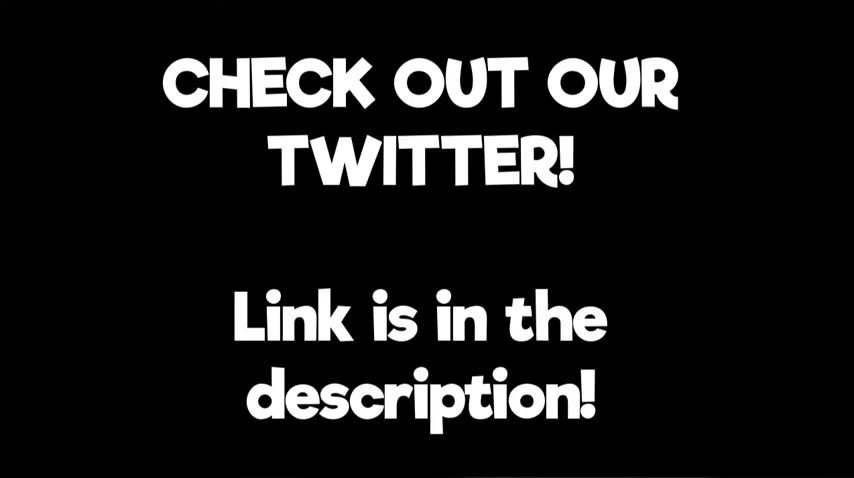 CHECK OUT OUR
TWITTER!
Link is in the
description!